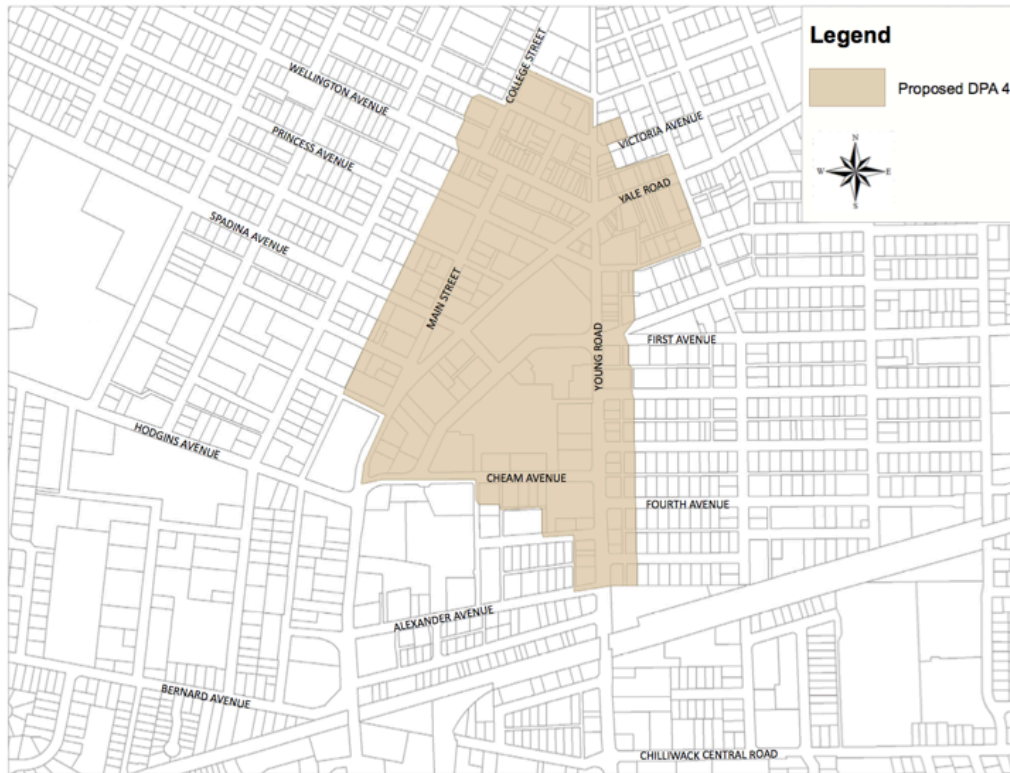 Legend
Proposed DPA 4
N
W
E
S
COLLEGE STREET
WELLINGTON AVENUE
VICTORIA AVENUE
PRINCESS AVENUE
YALE ROAD
SPADINA AVENUE
MAIN STREET
YOUNG ROAD
FIRST AVENUE
HODGINS AVENUE
CHEAM AVENUE
FOURTH AVENUE
ALEXANDER AVENUE
BERNARD AVENUE
CHILLIWACK CENTRAL ROAD